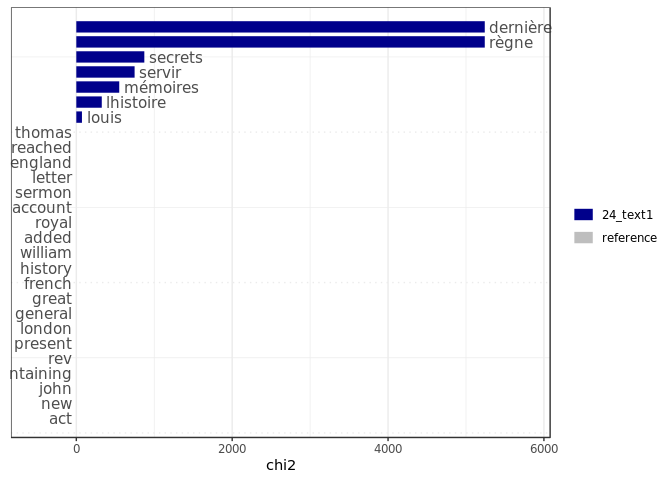 dernière
règne
secrets
servir
mémoires
lhistoire
louis
thomas
reached
england
letter
sermon
account
royal
added
william
history
french
great
general
london
present
rev
ntaining
john
new
act
0 2000 4000 6000
chi2
24_text1
reference